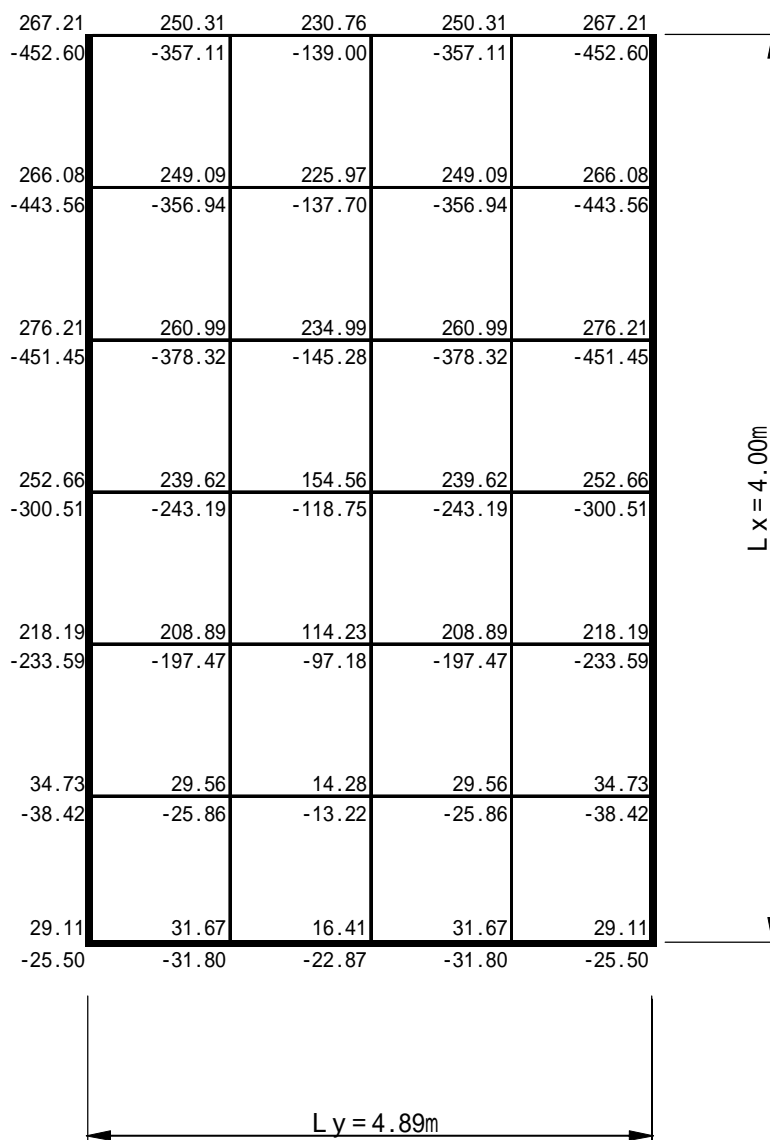 267.21 250.31 230.76 250.31 267.21
-452.60 -357.11 -139.00 -357.11 -452.60
266.08 249.09 225.97 249.09 266.08
-443.56 -356.94 -137.70 -356.94 -443.56
276.21 260.99 234.99 260.99 276.21
-451.45 -378.32 -145.28 -378.32 -451.45
Lx=4.00m
252.66 239.62 154.56 239.62 252.66
-300.51 -243.19 -118.75 -243.19 -300.51
218.19 208.89 114.23 208.89 218.19
-233.59 -197.47 -97.18 -197.47 -233.59
34.73 29.56 14.28 29.56 34.73
-38.42 -25.86 -13.22 -25.86 -38.42
29.11 31.67 16.41 31.67 29.11
-25.50 -31.80 -22.87 -31.80 -25.50
Ly=4.89m